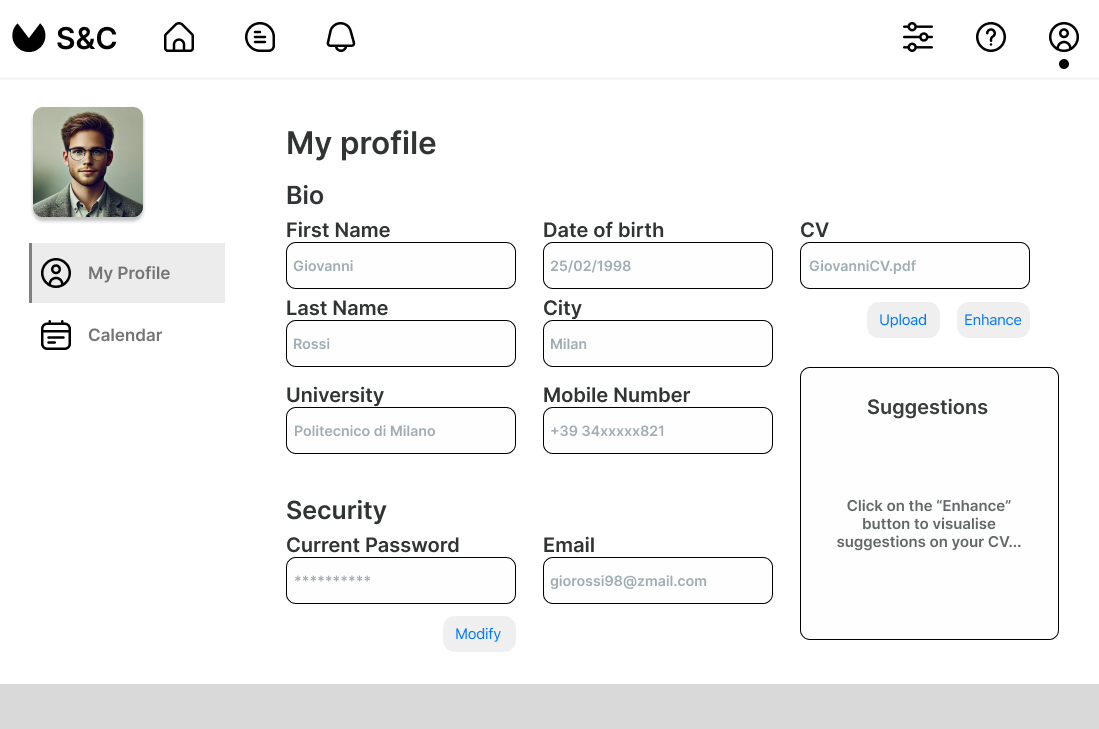 S&C
My Profile
Calendar
My profile
Bio
First Name
Giovanni
Date of birth
25/02/1998
CV
GiovanniCV.pdf
Upload
Enhance
Last Name
Rossi
City
Milan
University
Politecnico di Milano
Mobile Number
+39 34xxxxx821
Suggestions
Click on the “Enhance”
button to visualise
suggestions on your CV...
Security
Current Password
**********
Email
giorossi98@zmail.com
Modify